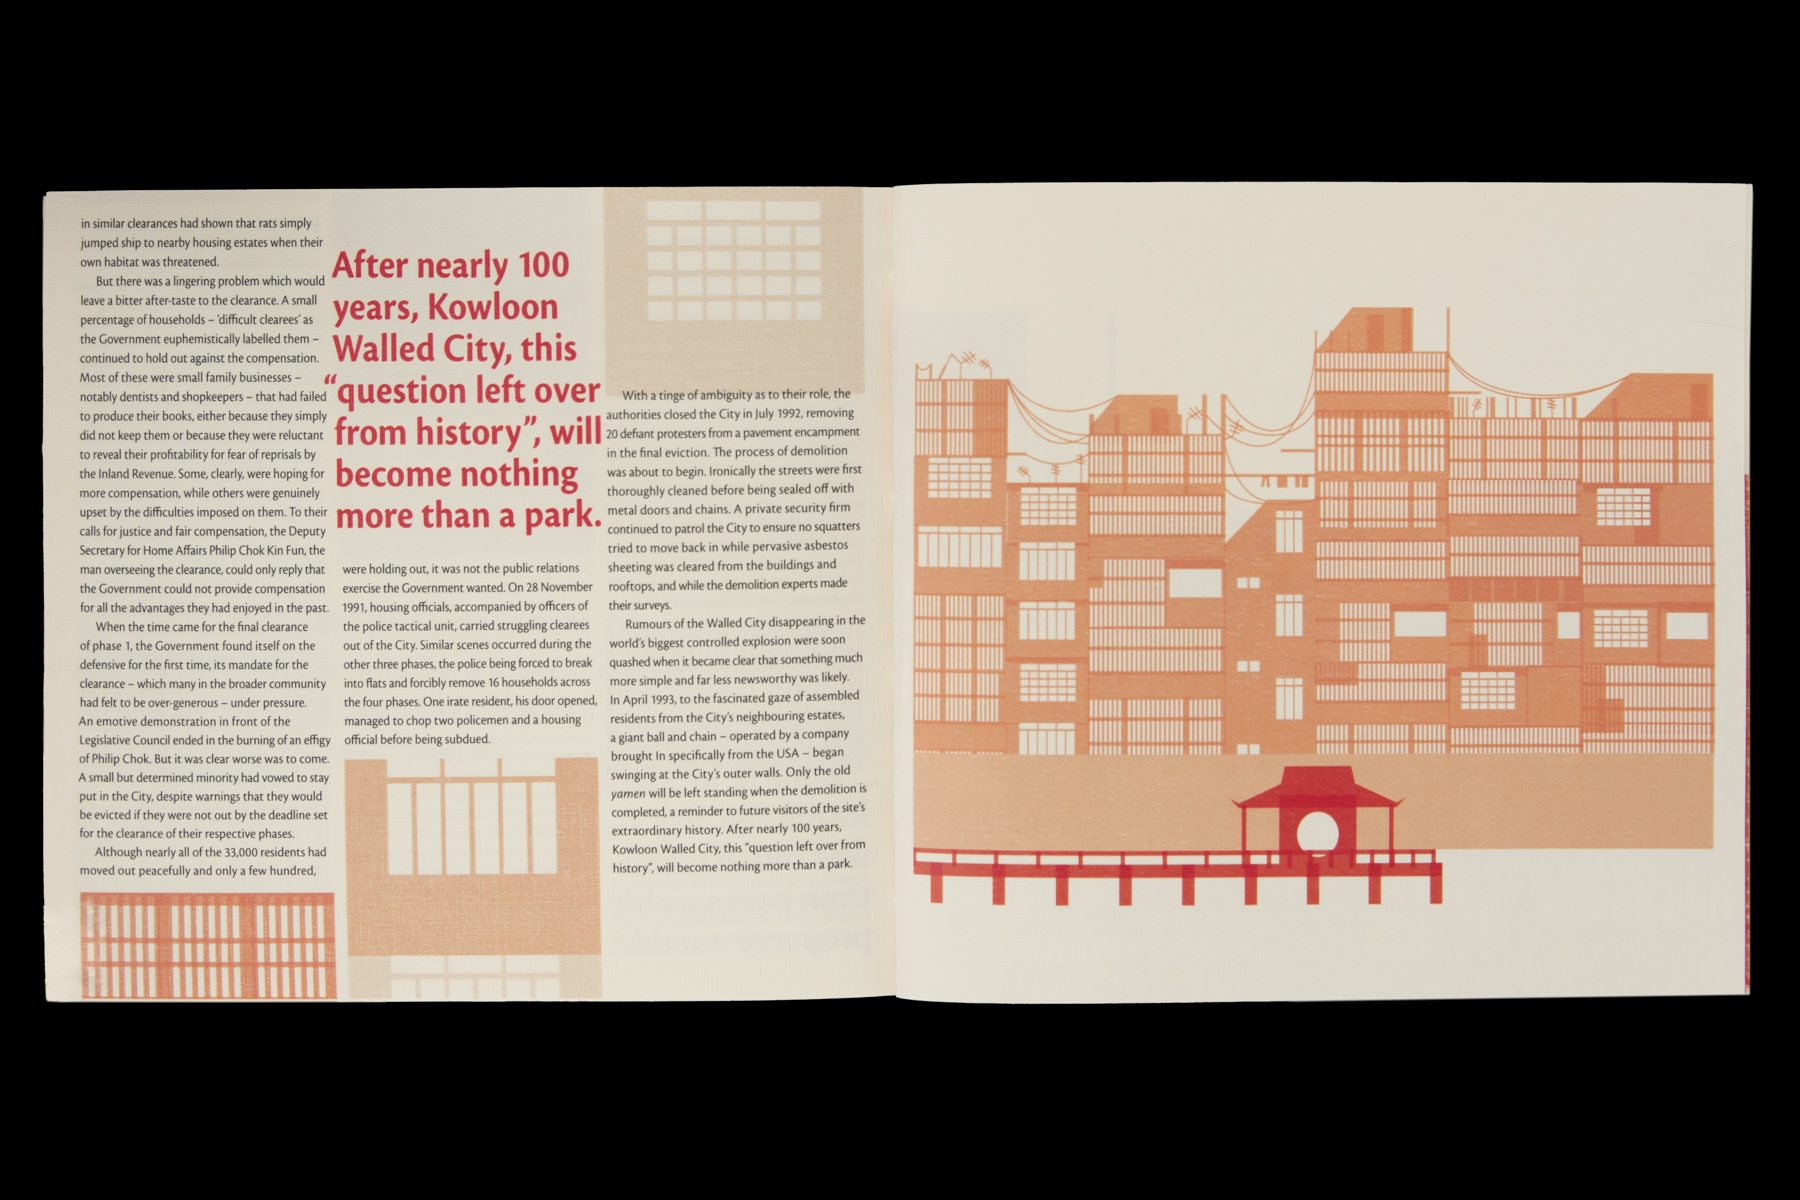 in similar clearances had shown that rats simply
jumped ship to nearby housing estates when their
own habitat was threatened.
But there was a lingering problem which would
leave a bitter after-taste to the clearance. A small
percentage of households – ‘difficult clearees’ as
the Government euphemistically labelled them –
continued to hold out against the compensation.
Most of these were small family businesses –
notably dentists and shopkeepers – that had failed
to produce their books, either because they simply
did not keep them or because they were reluctant
to reveal their profitability for fear of reprisals by
the Inland Revenue. Some, clearly, were hoping for
more compensation, while others were genuinely
upset by the difficulties imposed on them. To their
calls for justice and fair compensation, the Deputy
Secretary for Home Affairs Philip Chok Kin Fun, the
man overseeing the clearance, could only reply that
the Government could not provide compensation
for all the advantages they had enjoyed in the past.
When the time came for the final clearance
of phase 1, the Government found itself on the
defensive for the first time, its mandate for the
clearance – which many in the broader community
had felt to be over-generous – under pressure.
An emotive demonstration in front of the
Legislative Council ended in the burning of an effigy
of Philip Chok. But it was clear worse was to come.
A small but determined minority had vowed to stay
put in the City, despite warnings that they would
be evicted if they were not out by the deadline set
for the clearance of their respective phases.
Although nearly all of the 33,000 residents had
moved out peacefully and only a few hundred,
After nearly 100
years, Kowloon
Walled City, this
“question left over
from history”, will
become nothing
more than a park.
were holding out, it was not the public relations
exercise the Government wanted. On 28 November
1991, housing officials, accompanied by officers of
the police tactical unit, carried struggling clearees
out of the City. Similar scenes occurred during the
other three phases, the police being forced to break
into flats and forcibly remove 16 households across
the four phases. One irate resident, his door opened,
managed to chop two policemen and a housing
official before being subdued.
With a tinge of ambiguity as to their role, the
authorities closed the City in July 1992, removing
20 defiant protesters from a pavement encampment
in the final eviction. The process of demolition
was about to begin. Ironically the streets were first
thoroughly cleaned before being sealed off with
metal doors and chains. A private security firm
continued to patrol the City to ensure no squatters
tried to move back in while pervasive asbestos
sheeting was cleared from the buildings and
rooftops, and while the demolition experts made
their surveys.
Rumours of the Walled City disappearing in the
world’s biggest controlled explosion were soon
quashed when it became clear that something much
more simple and far less newsworthy was likely.
In April 1993, to the fascinated gaze of assembled
residents from the City’s neighbouring estates,
a giant ball and chain – operated by a company
brought In specifically from the USA – began
swinging at the City’s outer walls. Only the old
yamen will be left standing when the demolition is
completed, a reminder to future visitors of the site’s
extraordinary history. After nearly 100 years,
Kowloon Walled City, this “question left over from
history”, will become nothing more than a park.